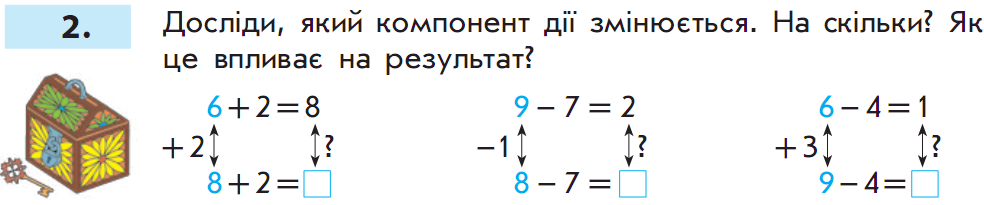 2. Досліди, який компонент дії змінюється. На скільки? Як
це впливає на результат?
6 + 2 = 8 9 − 7 = 2 6 − 4 = 1
+ 2 ? − 1 ? + 3 ?
8 + 2 = □ 8 − 7 = □ 9 − 4 = □